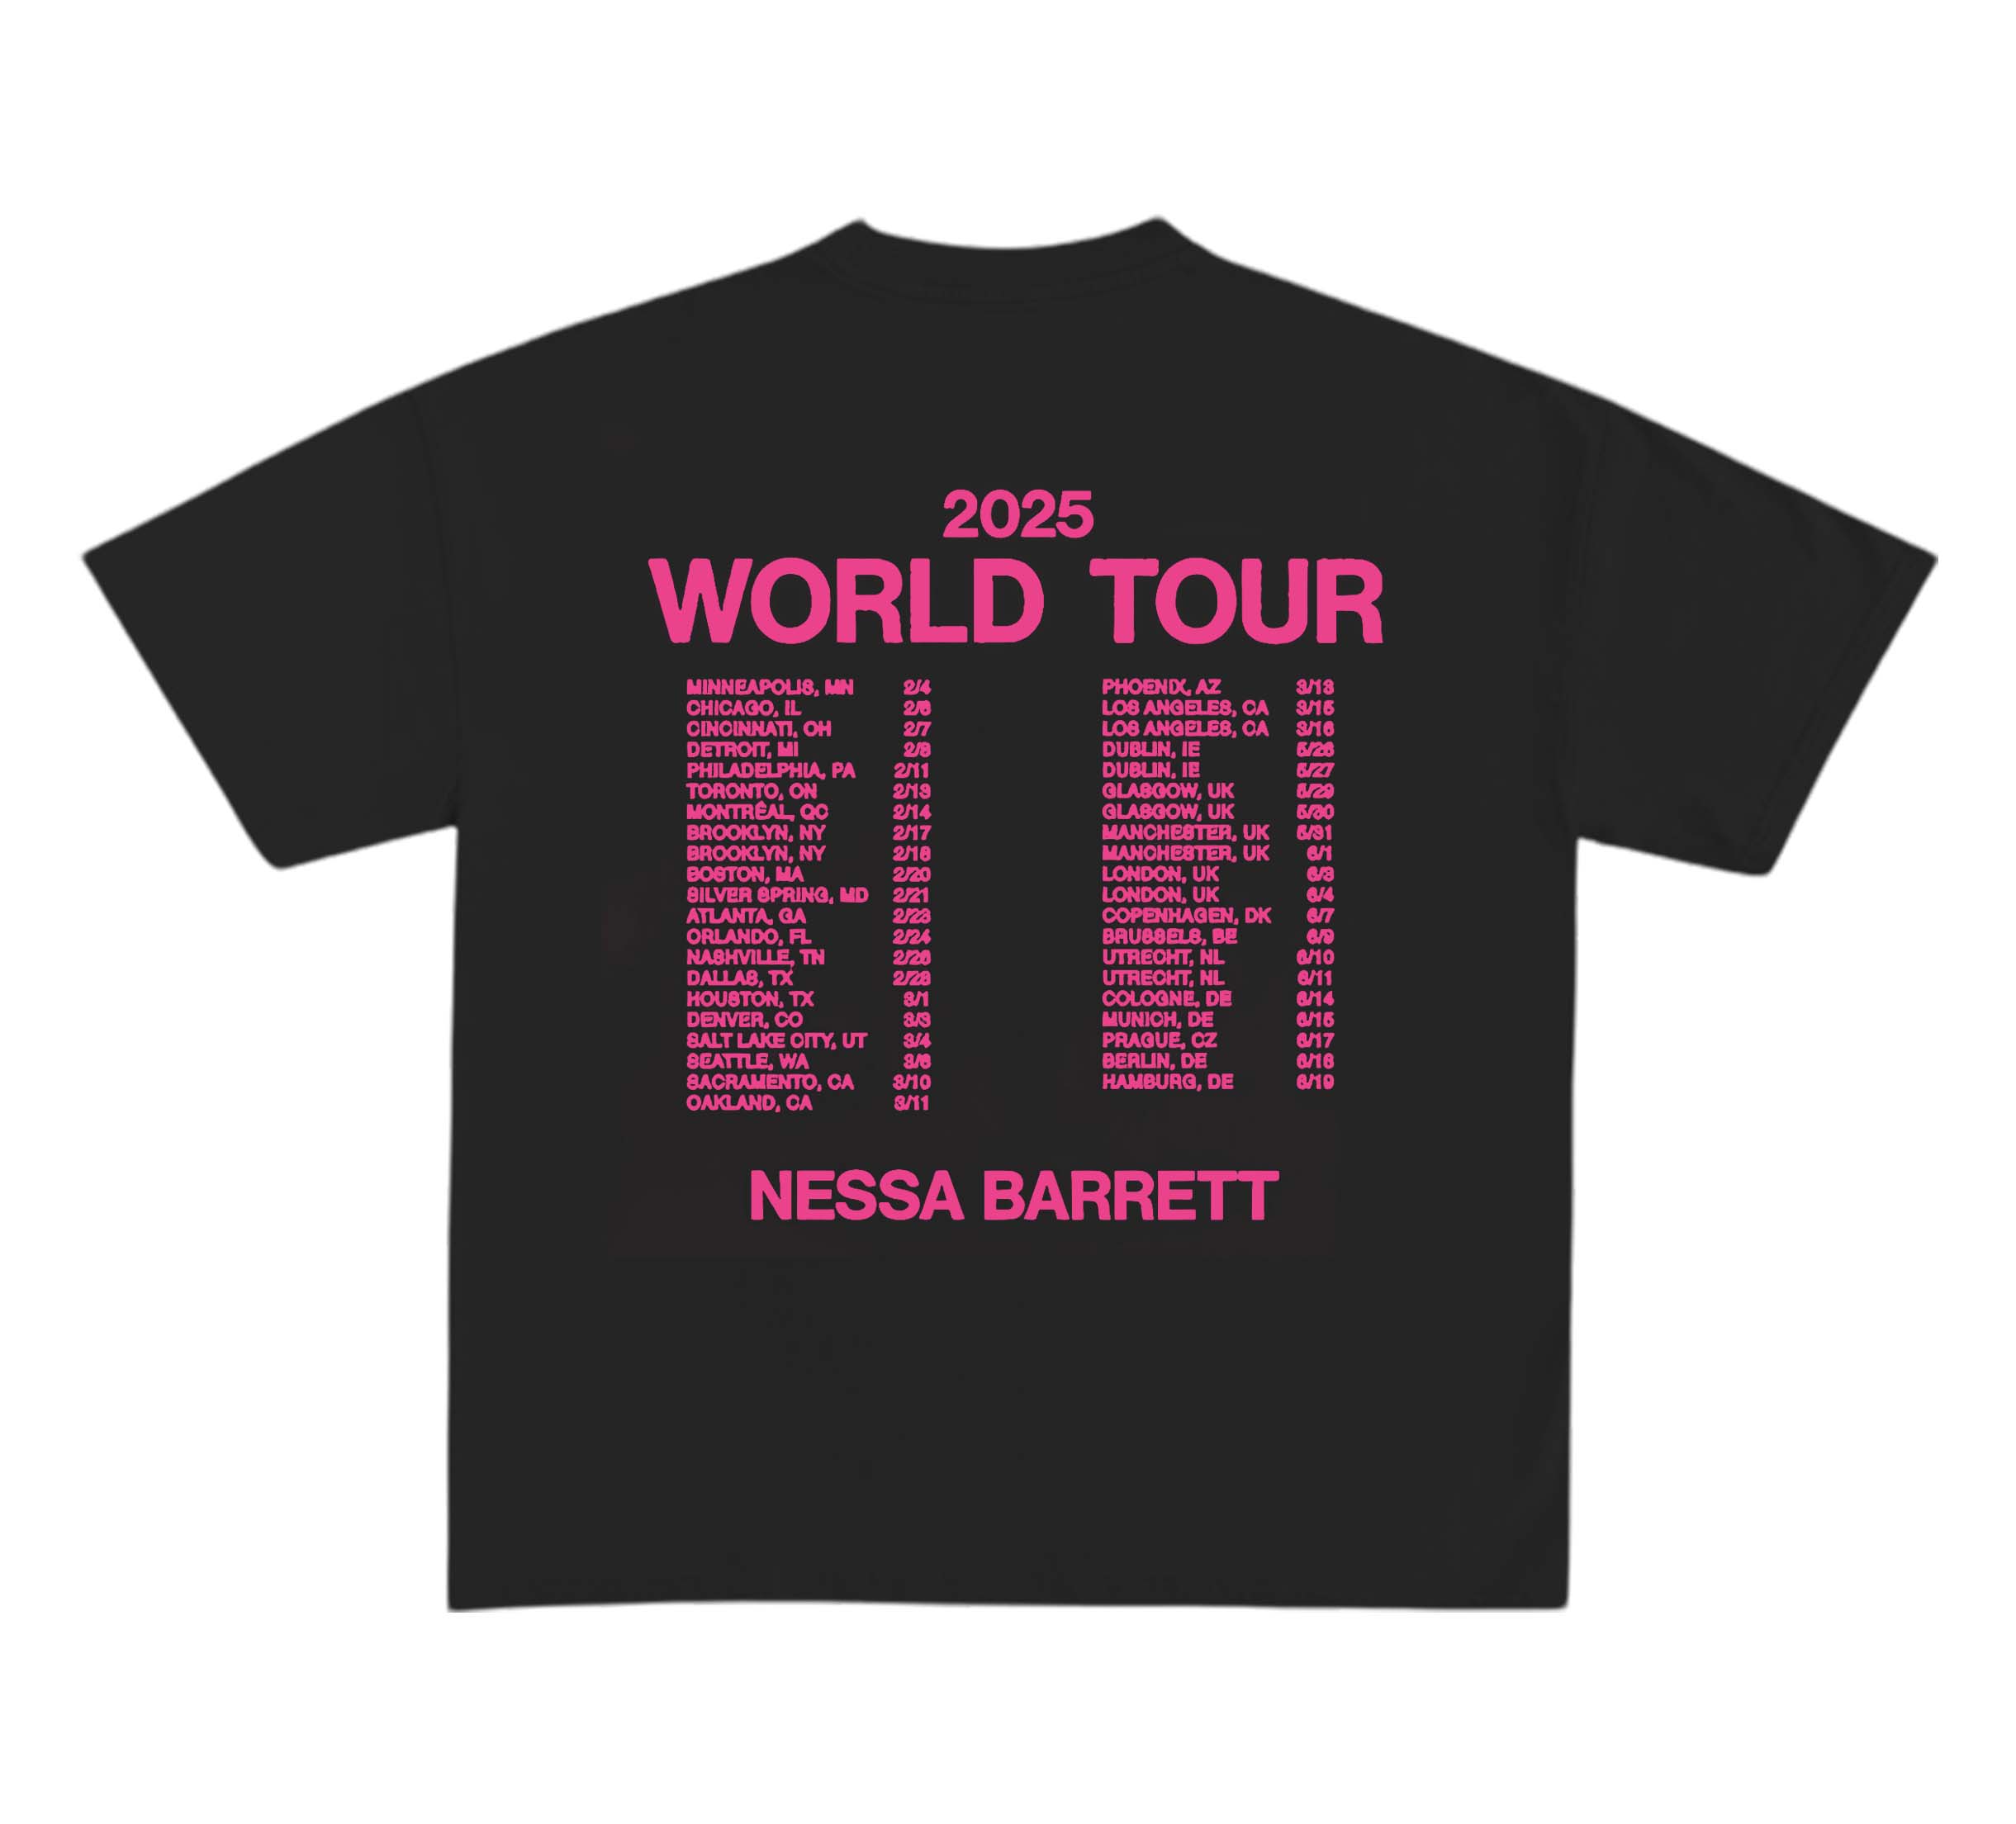 2025
WORLD TOUR
MINNEAPOLIS, MN 2/4
CHICAGO, IL 2/6
CINCINNATI, OH 2/7
DETROIT, MI 2/8
PHILADELPHIA, PA 2/11
TORONTO, ON 2/13
MONTRÉAL, QC 2/14
BROOKLYN, NY 2/17
BROOKLYN, NY 2/18
BOSTON, MA 2/20
SILVER SPRING, MD 2/21
ATLANTA, GA 2/23
ORLANDO, FL 2/24
NASHVILLE, TN 2/26
DALLAS, TX 2/28
HOUSTON, TX 3/1
DENVER, CO 3/3
SALT LAKE CITY, UT 3/4
SEATTLE, WA 3/6
SACRAMENTO, CA 3/10
OAKLAND, CA 3/11
PHOENIX, AZ 3/13
LOS ANGELES, CA 3/15
LOS ANGELES, CA 3/16
DUBLIN, IE 5/26
DUBLIN, IE 5/27
GLASGOW, UK 5/29
GLASGOW, UK 5/30
MANCHESTER, UK 5/31
MANCHESTER, UK 6/1
LONDON, UK 6/3
LONDON, UK 6/4
COPENHAGEN, DK 6/7
BRUSSELS, BE 6/9
UTRECHT, NL 6/10
UTRECHT, NL 6/11
COLOGNE, DE 6/14
MUNICH, DE 6/15
PRAGUE, CZ 6/17
BERLIN, DE 6/18
HAMBURG, DE 6/19
NESSA BARRETT